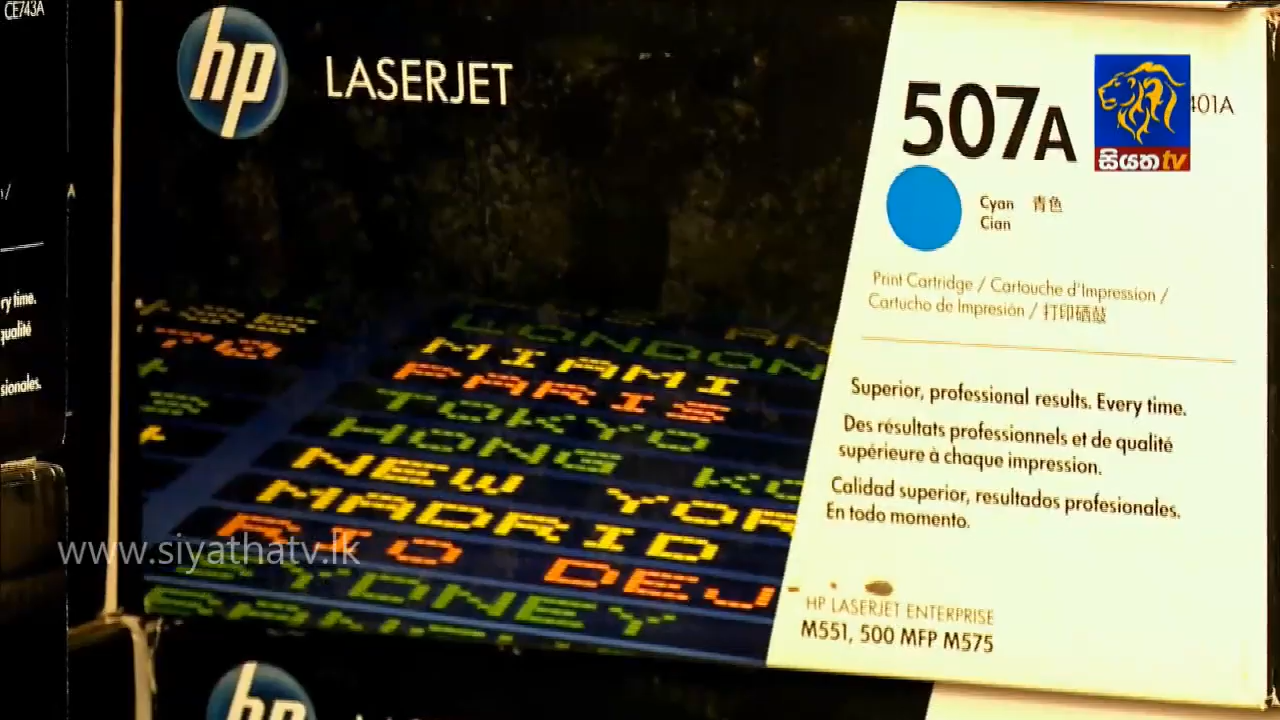 CE743A
hp
LASERJET
507A
401A
සියත tv
Cyan 青色
Cian
Print Cartridge / Cartouche d'Impression /
Cartucho de Impresión / 打印硒鼓
ry time.
qualité
sionales.
LONDON
MIAMI
PARIS
TOKYO
HONG KO
NEW YOR
MADRID
RIO DEJ
SYDNEY
Superior, professional results. Every time.
Des résultats professionnels et de qualité
supérieure à chaque impression.
Calidad superior, resultados profesionales.
En todo momento.
www.siyathatv.lk
HP LASERJET ENTERPRISE
M551, 500 MFP M575
hp